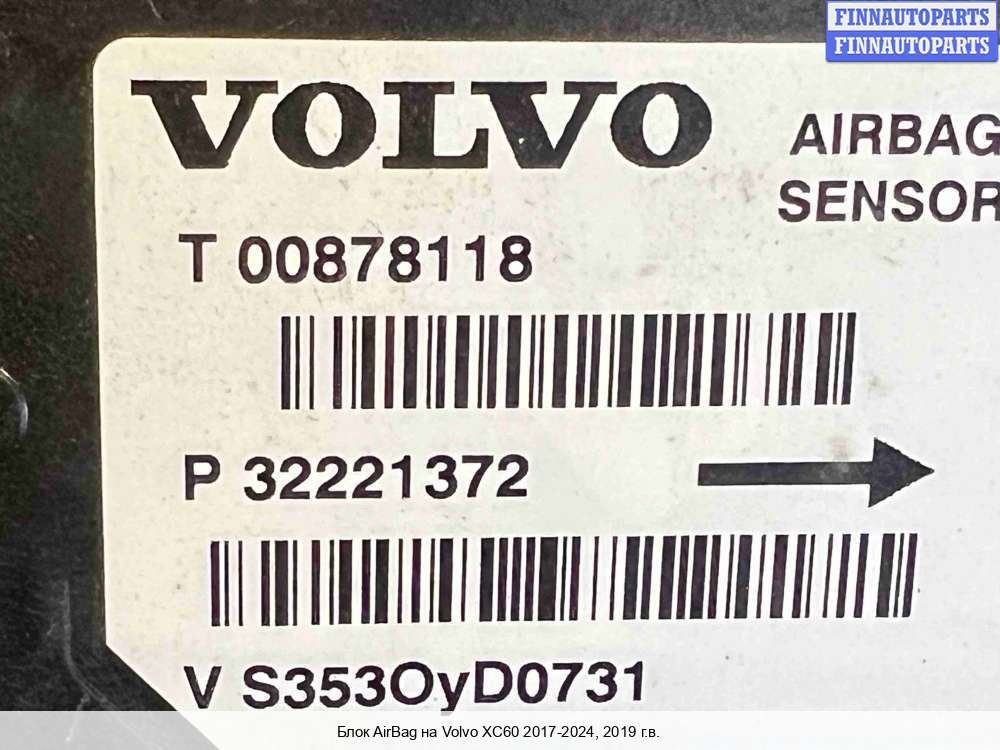 FINNAUTOPARTS
FINNAUTOPARTS
VOLVO
AIRBAG
SENSOR
T 00878118
P 32221372
V S353OyD0731
Блок AirBag на Volvo XC60 2017-2024, 2019 г.в.